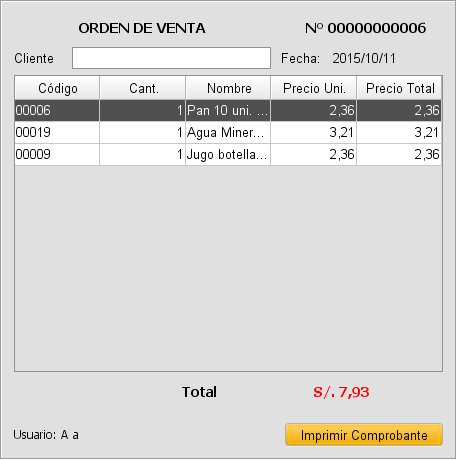 ORDEN DE VENTA Nº 00000000006
Cliente Fecha: 2015/10/11
Código Cant. Nombre Precio Uni. Precio Total
00006 1 Pan 10 uni. ... 2,36 2,36
00019 1 Agua Miner... 3,21 3,21
00009 1 Jugo botella... 2,36 2,36
Total S/. 7,93
Usuario: A a Imprimir Comprobante